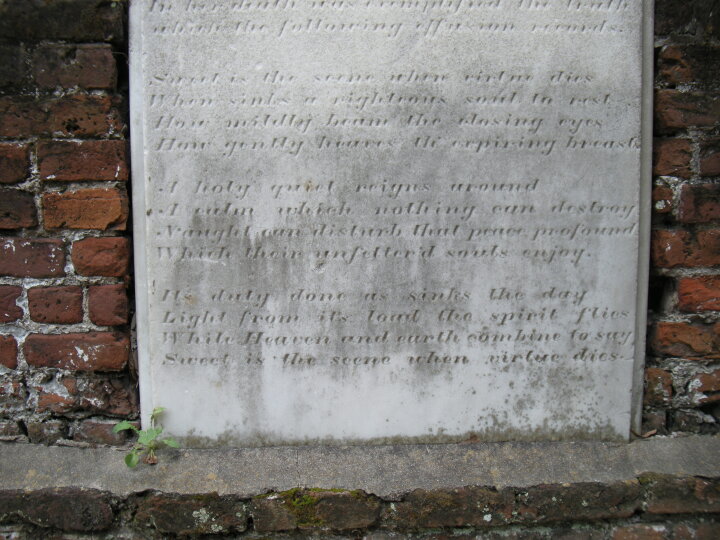 In her death was exemplified the truth
which the following effusion records.
Sweet is the scene when virtue dies
When sinks a righteous soul to rest
How mildly beam the closing eyes
How gently heaves th' expiring breast
A holy quiet reigns around
A calm which nothing can destroy
Naught can disturb that peace profound
Which their unfetter'd souls enjoy.
Its duty done as sinks the day
Light from its load the spirit flies
While Heaven and earth combine to say
Sweet is the scene when virtue dies.